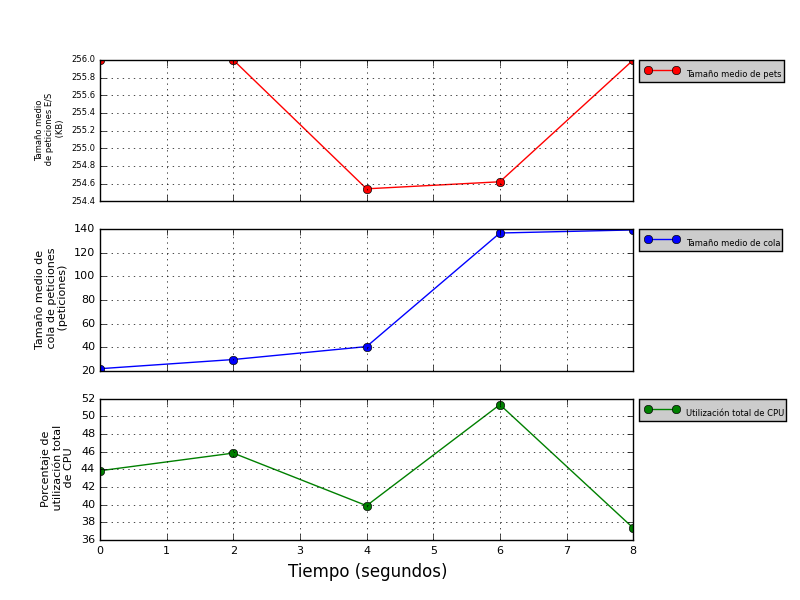 256.0
255.8
255.6
255.4
255.2
255.0
254.8
254.6
254.4
Tamaño medio
de peticiones E/S
(KB)
Tamaño medio de pets
140
120
100
80
60
40
20
Tamaño medio de
cola de peticiones
(peticiones)
Tamaño medio de cola
52
50
48
46
44
42
40
38
36
Porcentaje de
utilización total
de CPU
Utilización total de CPU
0 1 2 3 4 5 6 7 8
Tiempo (segundos)